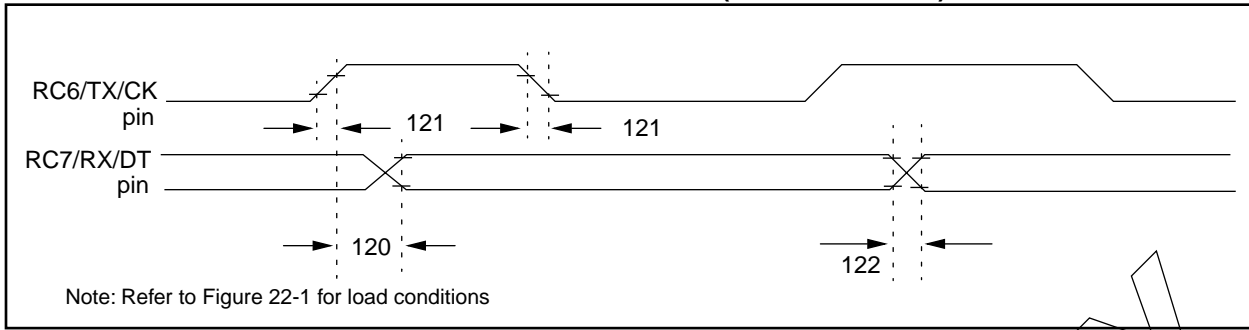 RC6/TX/CK
pin
121
121
RC7/RX/DT
pin
120
122
Note: Refer to Figure 22-1 for load conditions